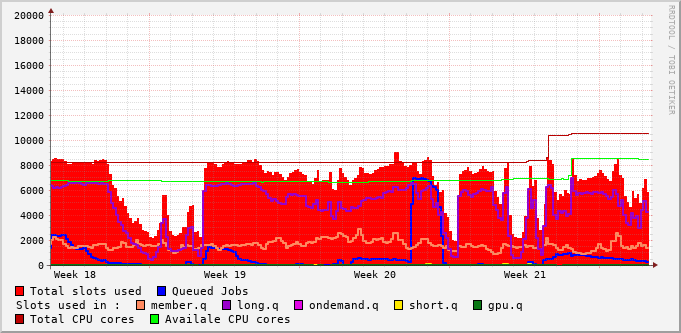 20000
18000
16000
14000
12000
10000
8000
6000
4000
2000
0
Week 18 Week 19 Week 20 Week 21
Total slots used Queued Jobs
Slots used in : member.q long.q ondemand.q short.q gpu.q
Total CPU cores Availale CPU cores
RRDTOOL / TOBI OETIKER